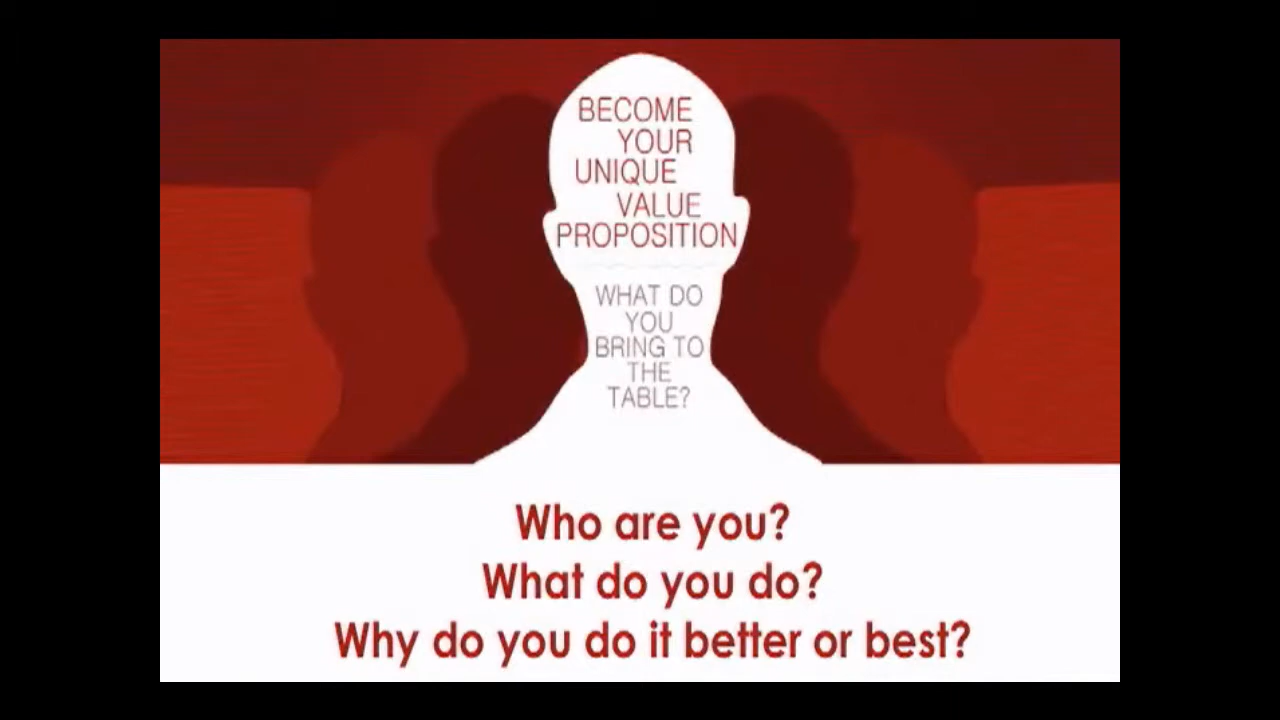 BECOME
YOUR
UNIQUE
VALUE
PROPOSITION
WHAT DO
YOU
BRING TO
THE
TABLE?
Who are you?
What do you do?
Why do you do it better or best?